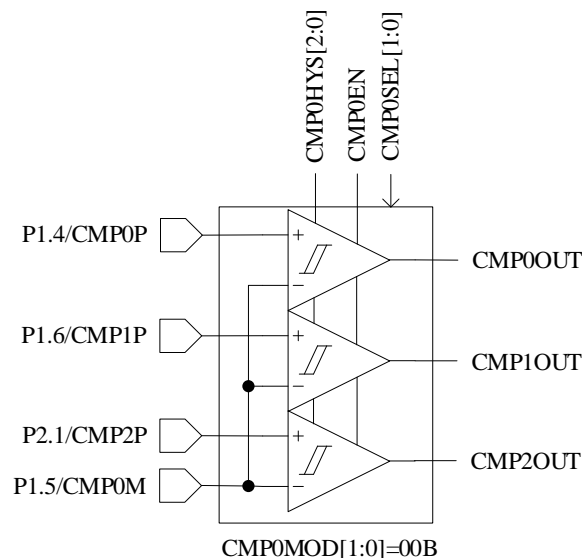 CMP0HYS[2:0]
CMP0EN
CMP0SEL[1:0]
P1.4/CMP0P
+
−
CMP0OUT
P1.6/CMP1P
+
−
CMP1OUT
P2.1/CMP2P
+
P1.5/CMP0M
−
CMP2OUT
CMP0MOD[1:0]=00B